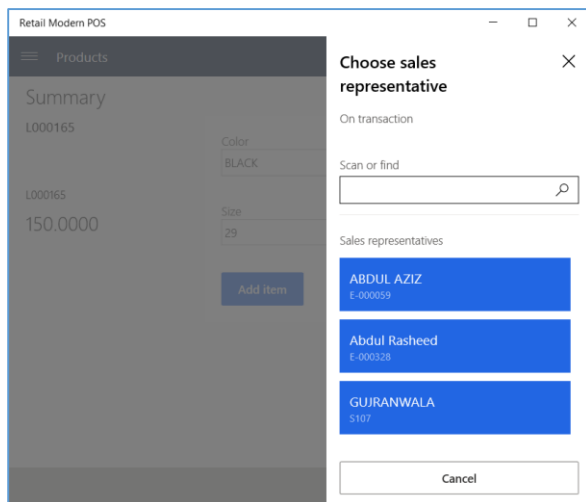 Retail Modern POS
Products
Summary
L000165
L000165
150.0000
Color
BLACK
Size
29
Add item
Choose sales
representative
On transaction
Scan or find
Sales representatives
ABDUL AZIZ
E-000059
Abdul Rasheed
E-000328
GUJRANWALA
S107
Cancel